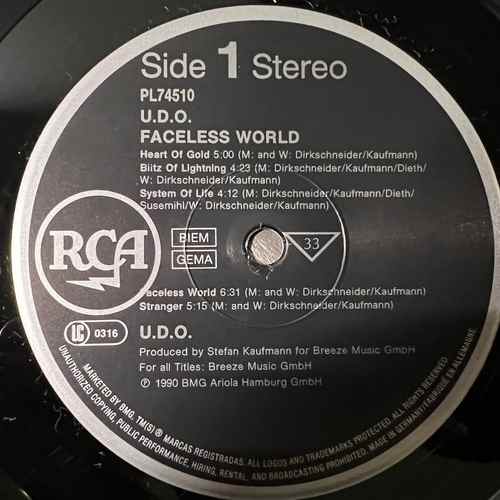 Side 1 Stereo
PL74510
U.D.O.
FACELESS WORLD
Heart Of Gold 5:00 (M: and W: Dirkschneider/Kaufmann)
Blitz Of Lightning 4:23 (M: Dirkschneider/Kaufmann/Dieth/
W: Dirkschneider/Kaufmann)
System Of Life 4:12 (M: Dirkschneider/Kaufmann/Dieth/
Susemihl/W: Dirkschneider/Kaufmann)
RCA
BIEM
GEMA
33
Faceless World 6:31 (M: and W: Dirkschneider/Kaufmann)
Stranger 5:15 (M: and W: Dirkschneider/Kaufmann)
LC 0316
U.D.O.
Produced by Stefan Kaufmann for Breeze Music GmbH
For all Titles: Breeze Music GmbH
℗ 1990 BMG Ariola Hamburg GmbH
MARKETED BY BMG. TM(S) ® MARCAS REGISTRADAS. ALL LOGOS AND TRADEMARKS PROTECTED. ALL RIGHTS RESERVED
UNAUTHORIZED COPYING, PUBLIC PERFORMANCE, HIRING, RENTAL, AND BROADCASTING PROHIBITED. MADE IN GERMANY/FABRIQUE EN ALLEMAGNE